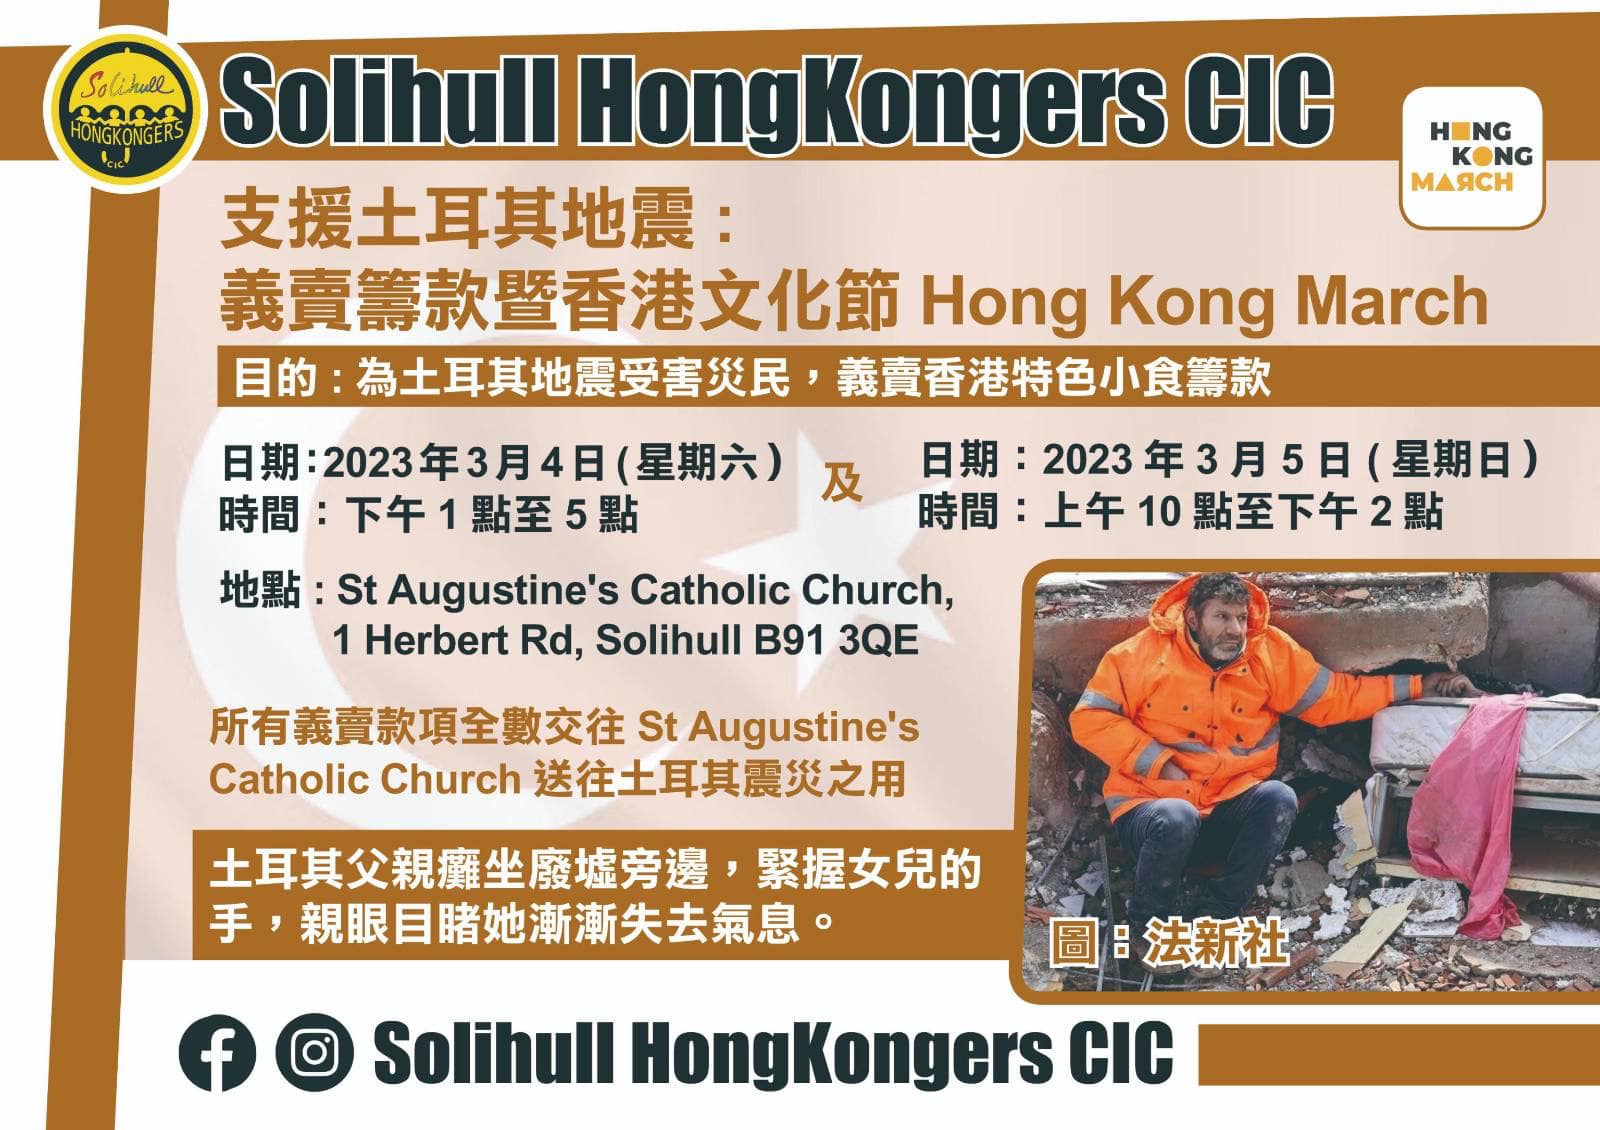 Solihull
HONGKONGERS
CIC
Solihull HongKongers CIC
HONG
KONG
MARCH
支援土耳其地震：
義賣籌款暨香港文化節 Hong Kong March
目的：為土耳其地震受害災民，義賣香港特色小食籌款
日期：2023年3月4日（星期六）
時間：下午 1 點至 5 點
及
日期：2023 年 3 月 5 日（星期日）
時間：上午 10 點至下午 2 點
地點：St Augustine's Catholic Church,
1 Herbert Rd, Solihull B91 3QE
所有義賣款項全數交往 St Augustine's
Catholic Church 送往土耳其震災之用
土耳其父親癱坐廢墟旁邊，緊握女兒的
手，親眼目睹她漸漸失去氣息。
圖：法新社
Solihull HongKongers CIC